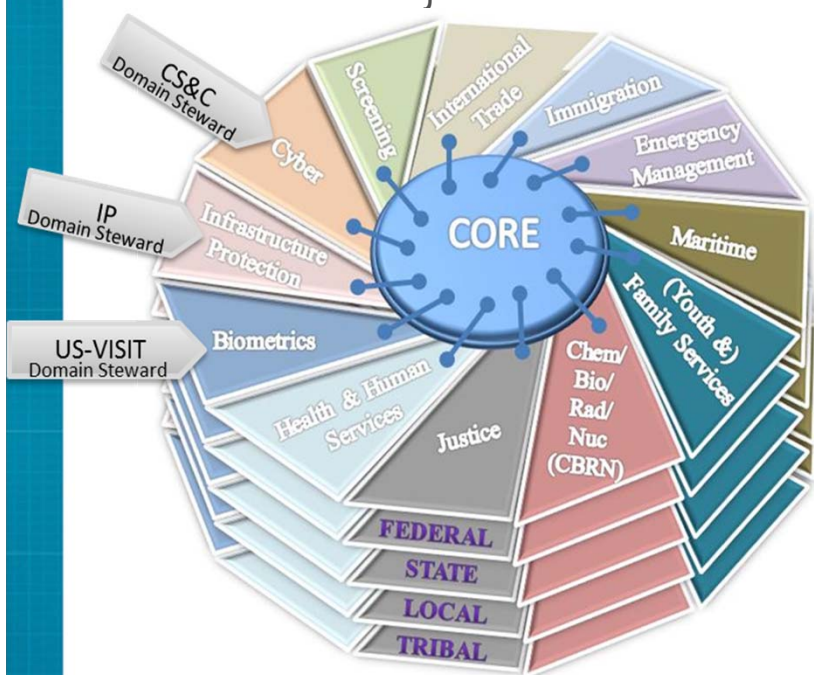 CS&C
Domain Steward
IP
Domain Steward
US-VISIT
Domain Steward
Cyber
Screening
International
Trade
Immigration
Emergency
Management
Maritime
(Youth &)
Family Services
Chem/
Bio/
Rad/
Nuc
(CBRN)
Justice
Health & Human
Services
Biometrics
Infrastructure
Protection
CORE
FEDERAL
STATE
LOCAL
TRIBAL